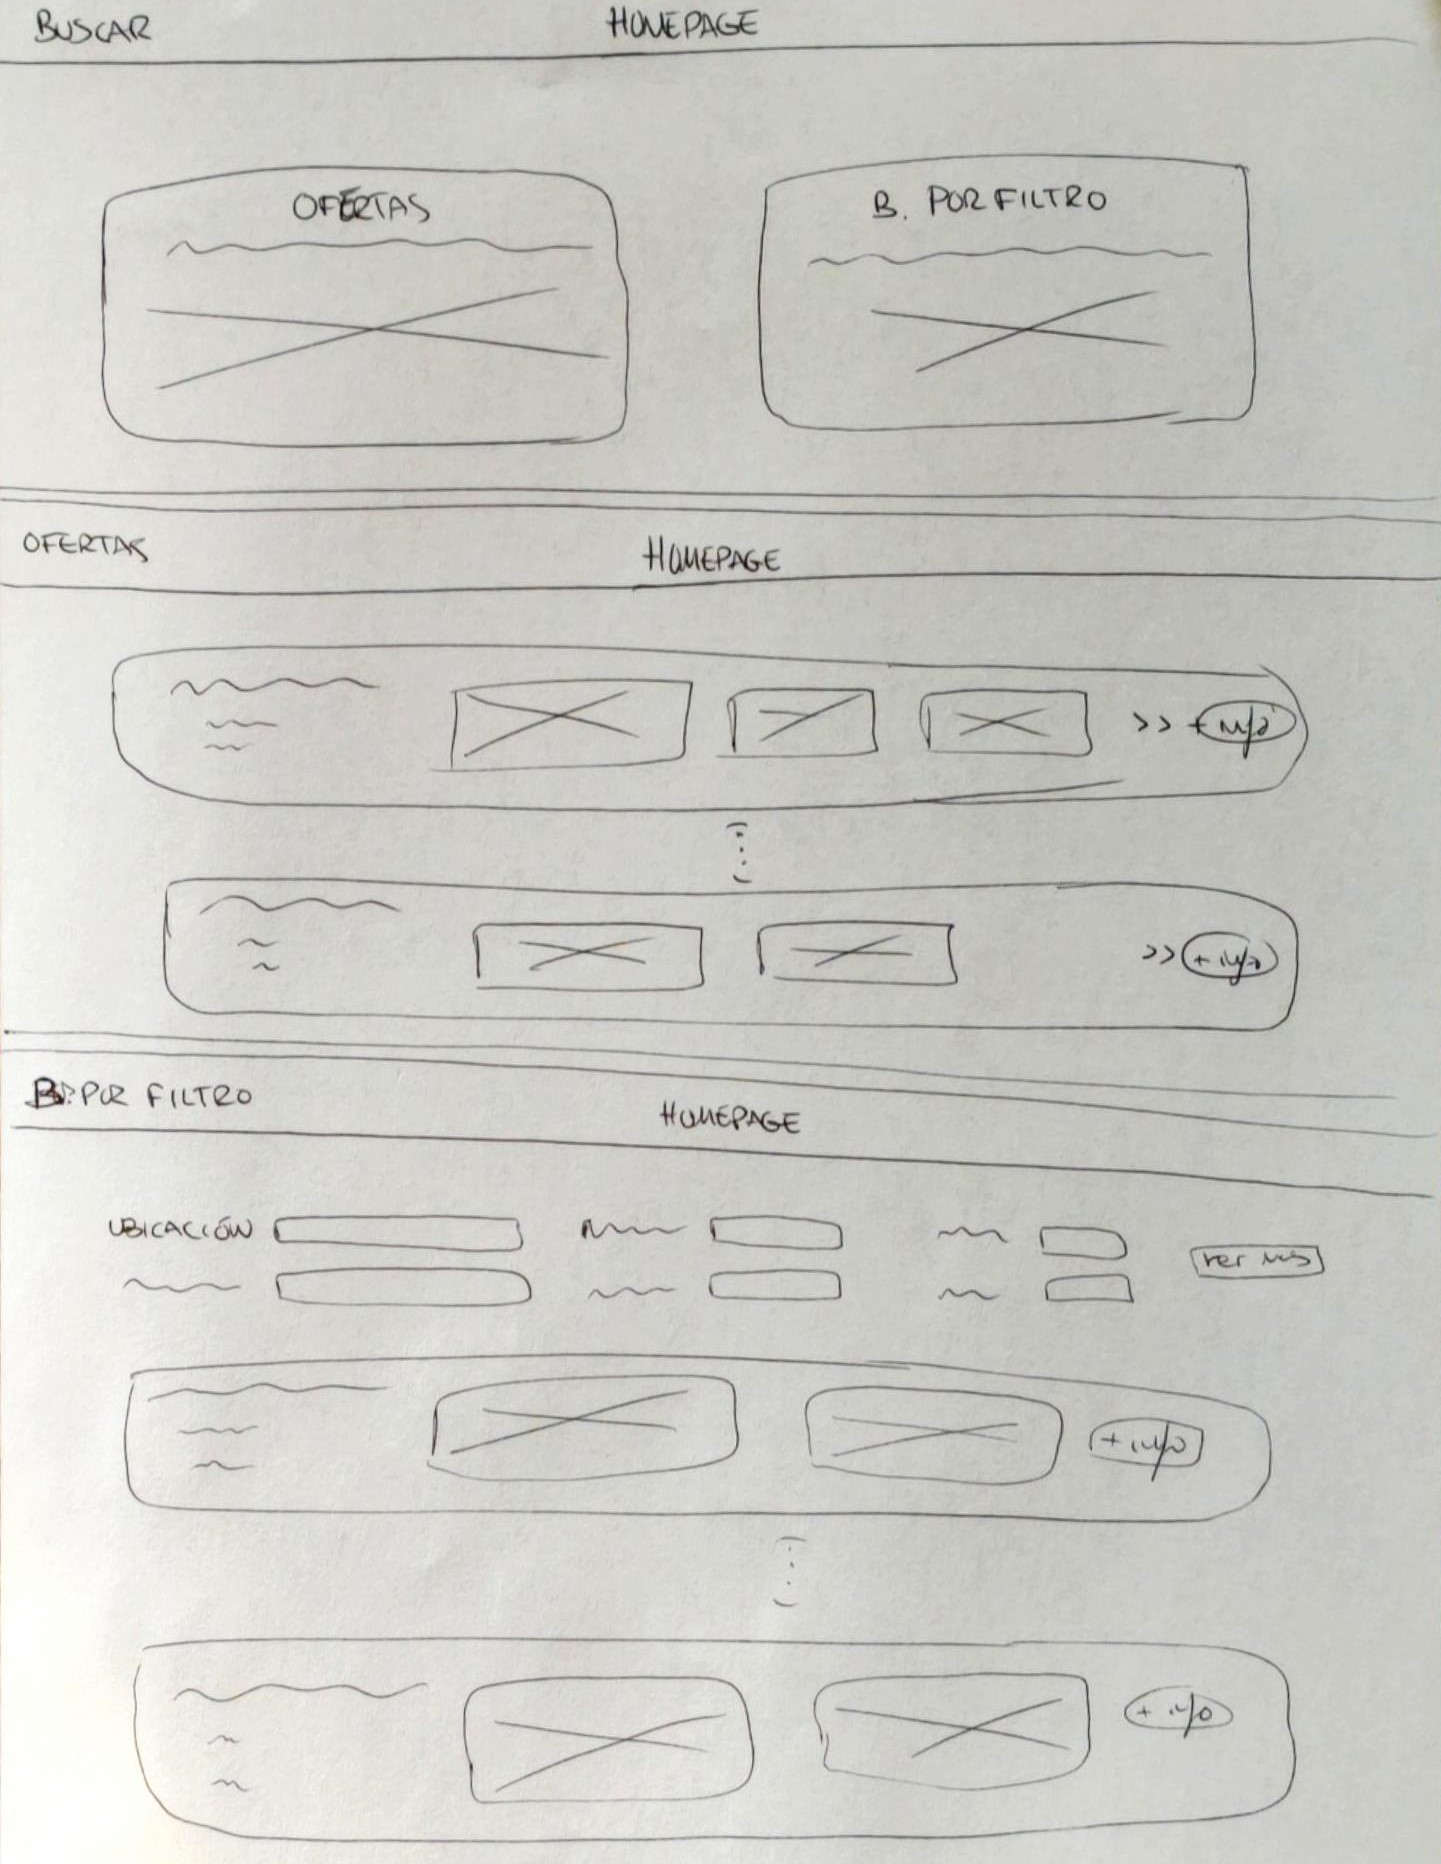 BUSCAR HOMEPAGE
OFERTAS B. POR FILTRO
OFERTAS HOMEPAGE
>> + info
>> + info
B. POR FILTRO HOMEPAGE
UBICACIÓN
ver más
+ info
+ info